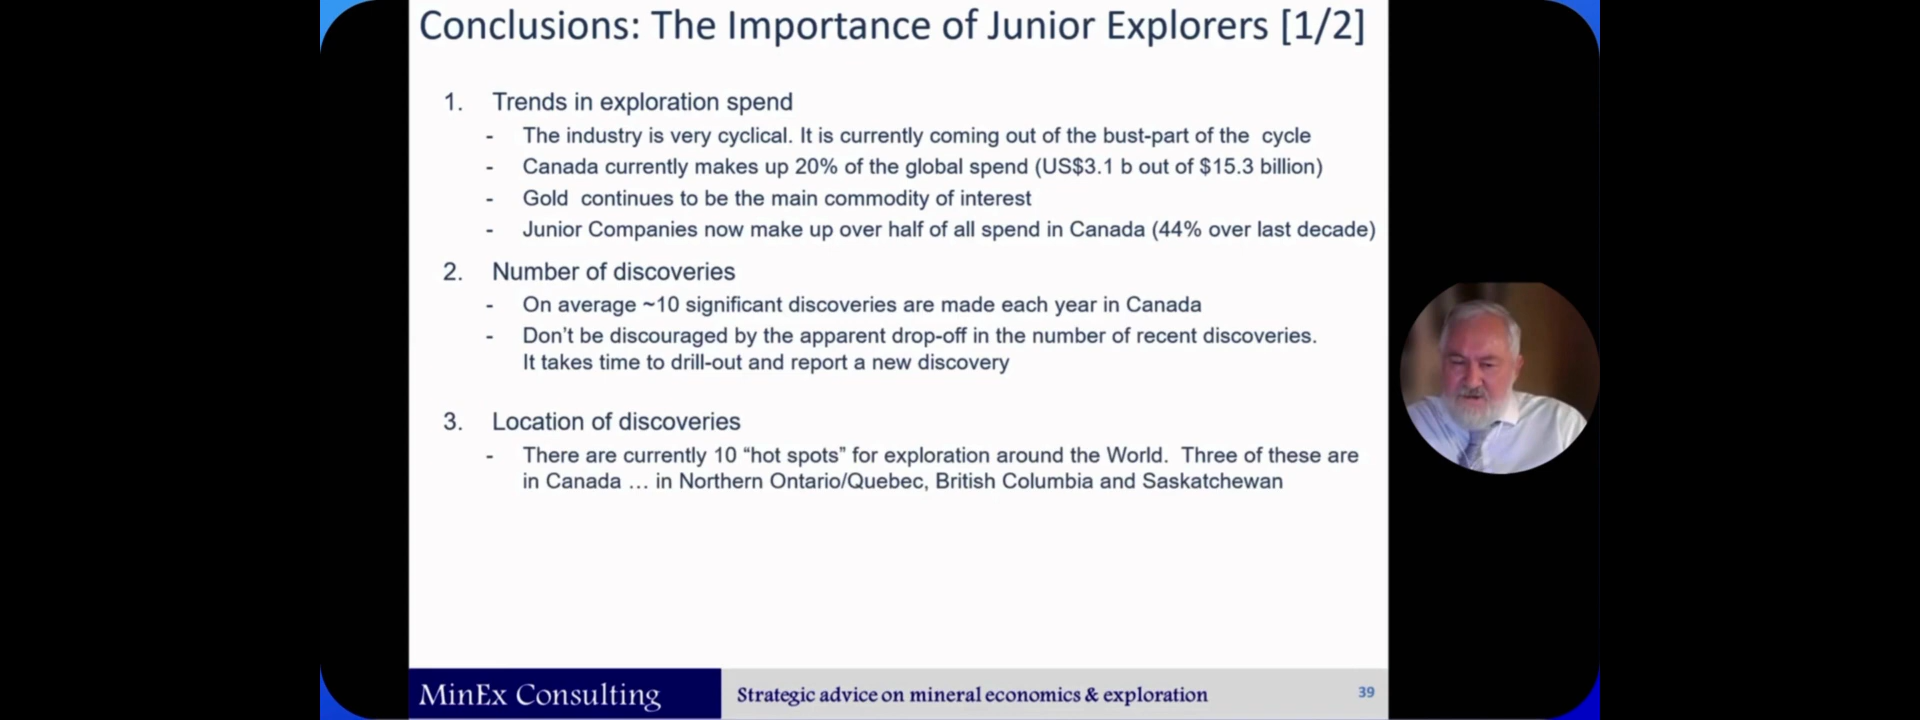 Conclusions: The Importance of Junior Explorers [1/2]
1. Trends in exploration spend
- The industry is very cyclical. It is currently coming out of the bust-part of the cycle
- Canada currently makes up 20% of the global spend (US$3.1 b out of $15.3 billion)
- Gold continues to be the main commodity of interest
- Junior Companies now make up over half of all spend in Canada (44% over last decade)
2. Number of discoveries
- On average ~10 significant discoveries are made each year in Canada
- Don't be discouraged by the apparent drop-off in the number of recent discoveries.
It takes time to drill-out and report a new discovery
3. Location of discoveries
- There are currently 10 “hot spots” for exploration around the World. Three of these are
in Canada … in Northern Ontario/Quebec, British Columbia and Saskatchewan
MinEx Consulting
Strategic advice on mineral economics & exploration
39